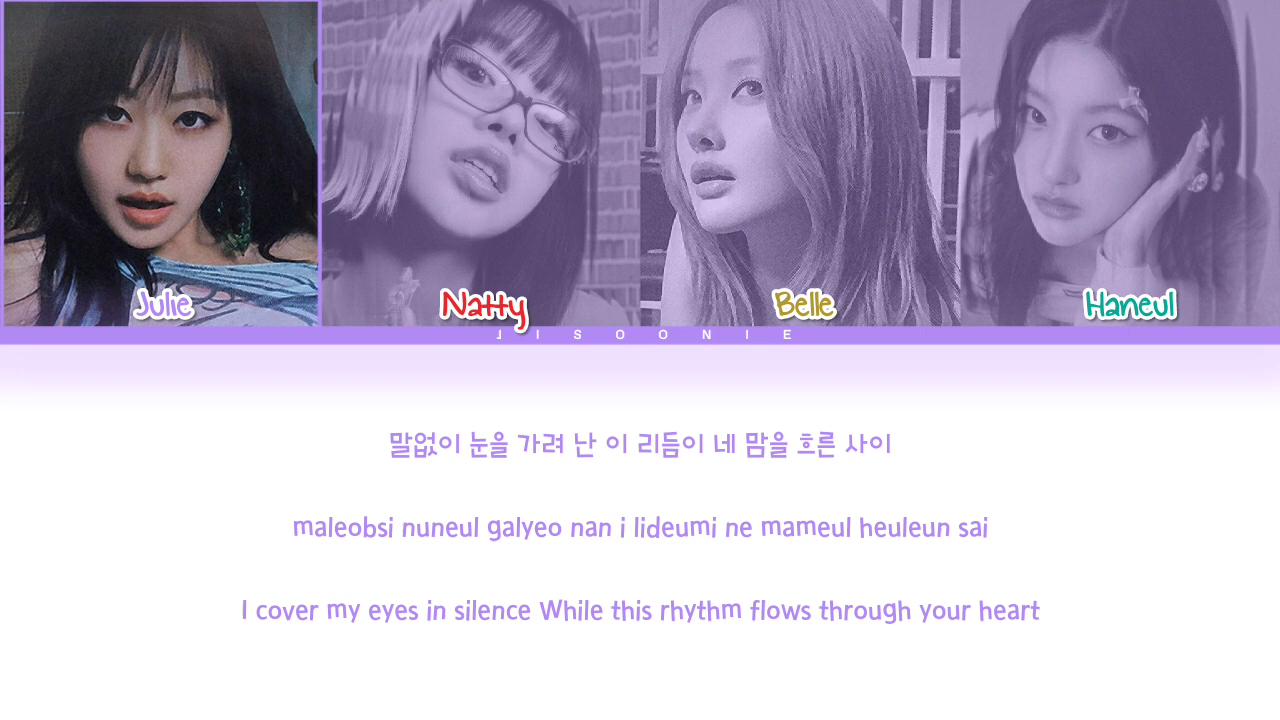 Julie Natty Belle Haneul
JISOONIE
말없이 눈을 가려 난 이 리듬이 네 맘을 흐른 사이
maleobsi nuneul galyeo nan i lideumi ne mameul heuleun sai
I cover my eyes in silence While this rhythm flows through your heart